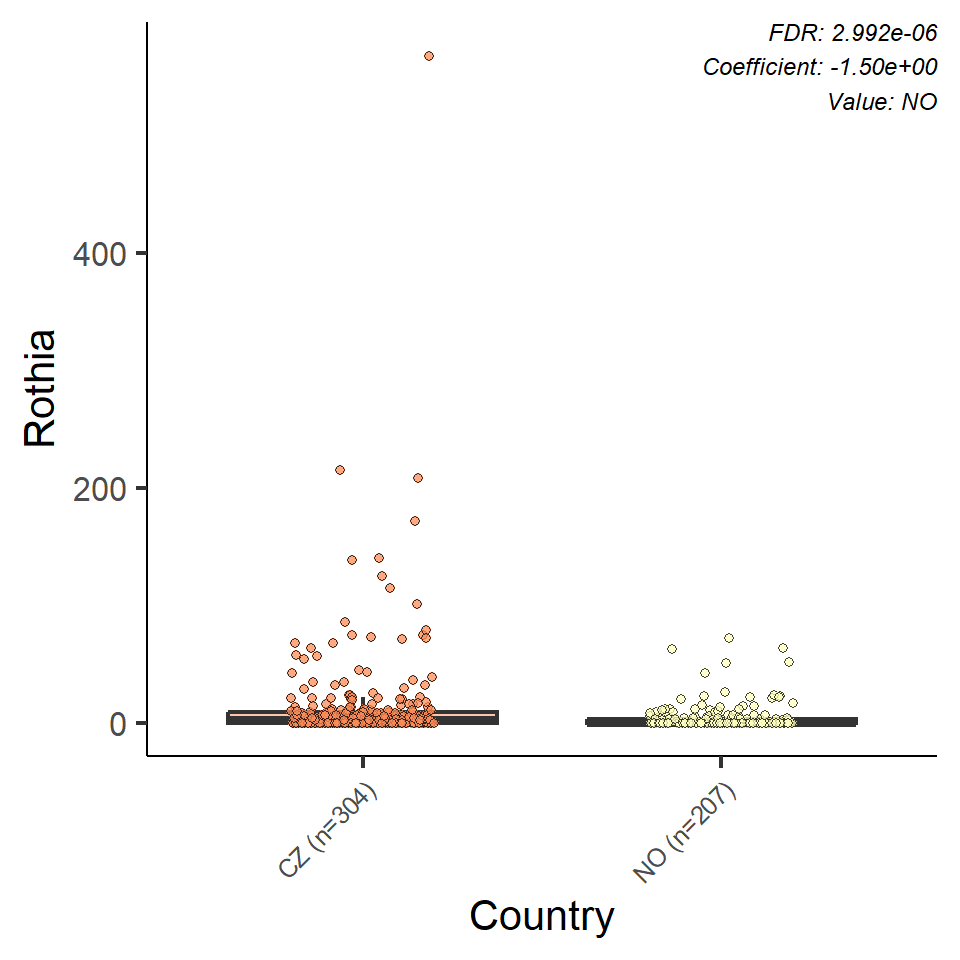 FDR: 2.992e-06
Coefficient: -1.50e+00
Value: NO
400
200
0
Rothia
CZ (n=304)
NO (n=207)
Country